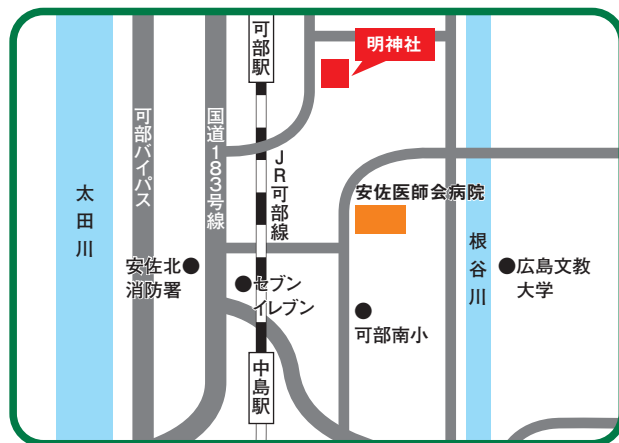 可部駅
明神社
可部バイパス
国道183号線
JR可部線
太田川
安佐医師会病院
根谷川
安佐北
消防署
セブン
イレブン
広島文教
大学
可部南小
中島駅